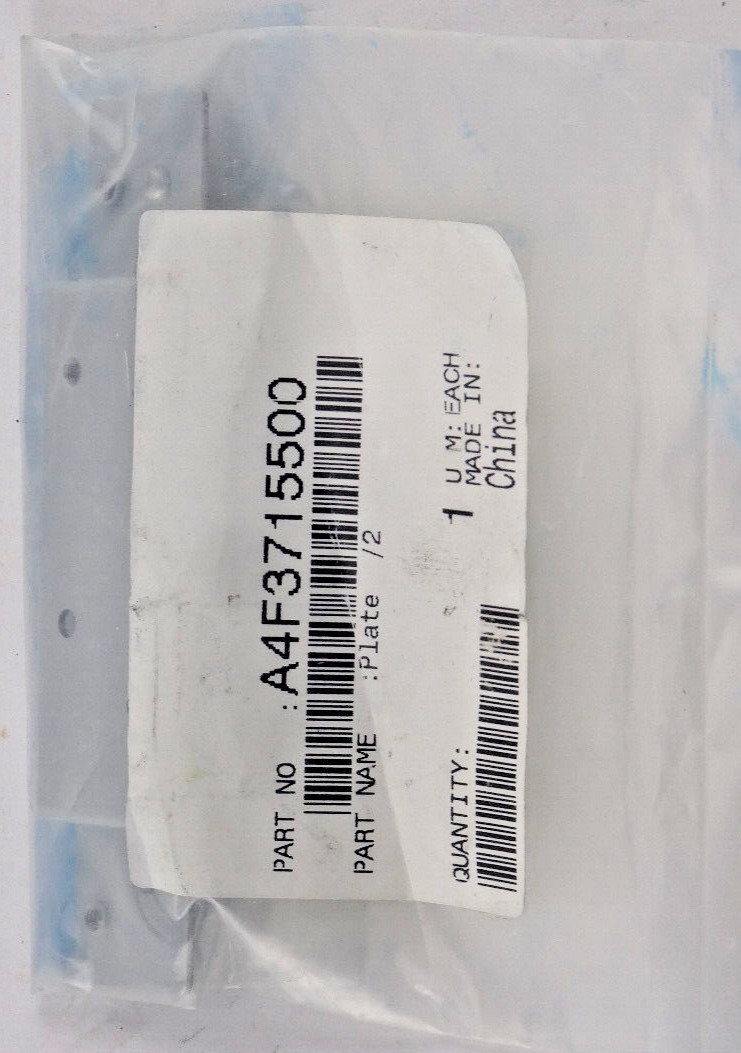 PART NO :A4F3715500
PART NAME :Plate /2
QUANTITY: 1 U M: EACH
MADE IN:
China